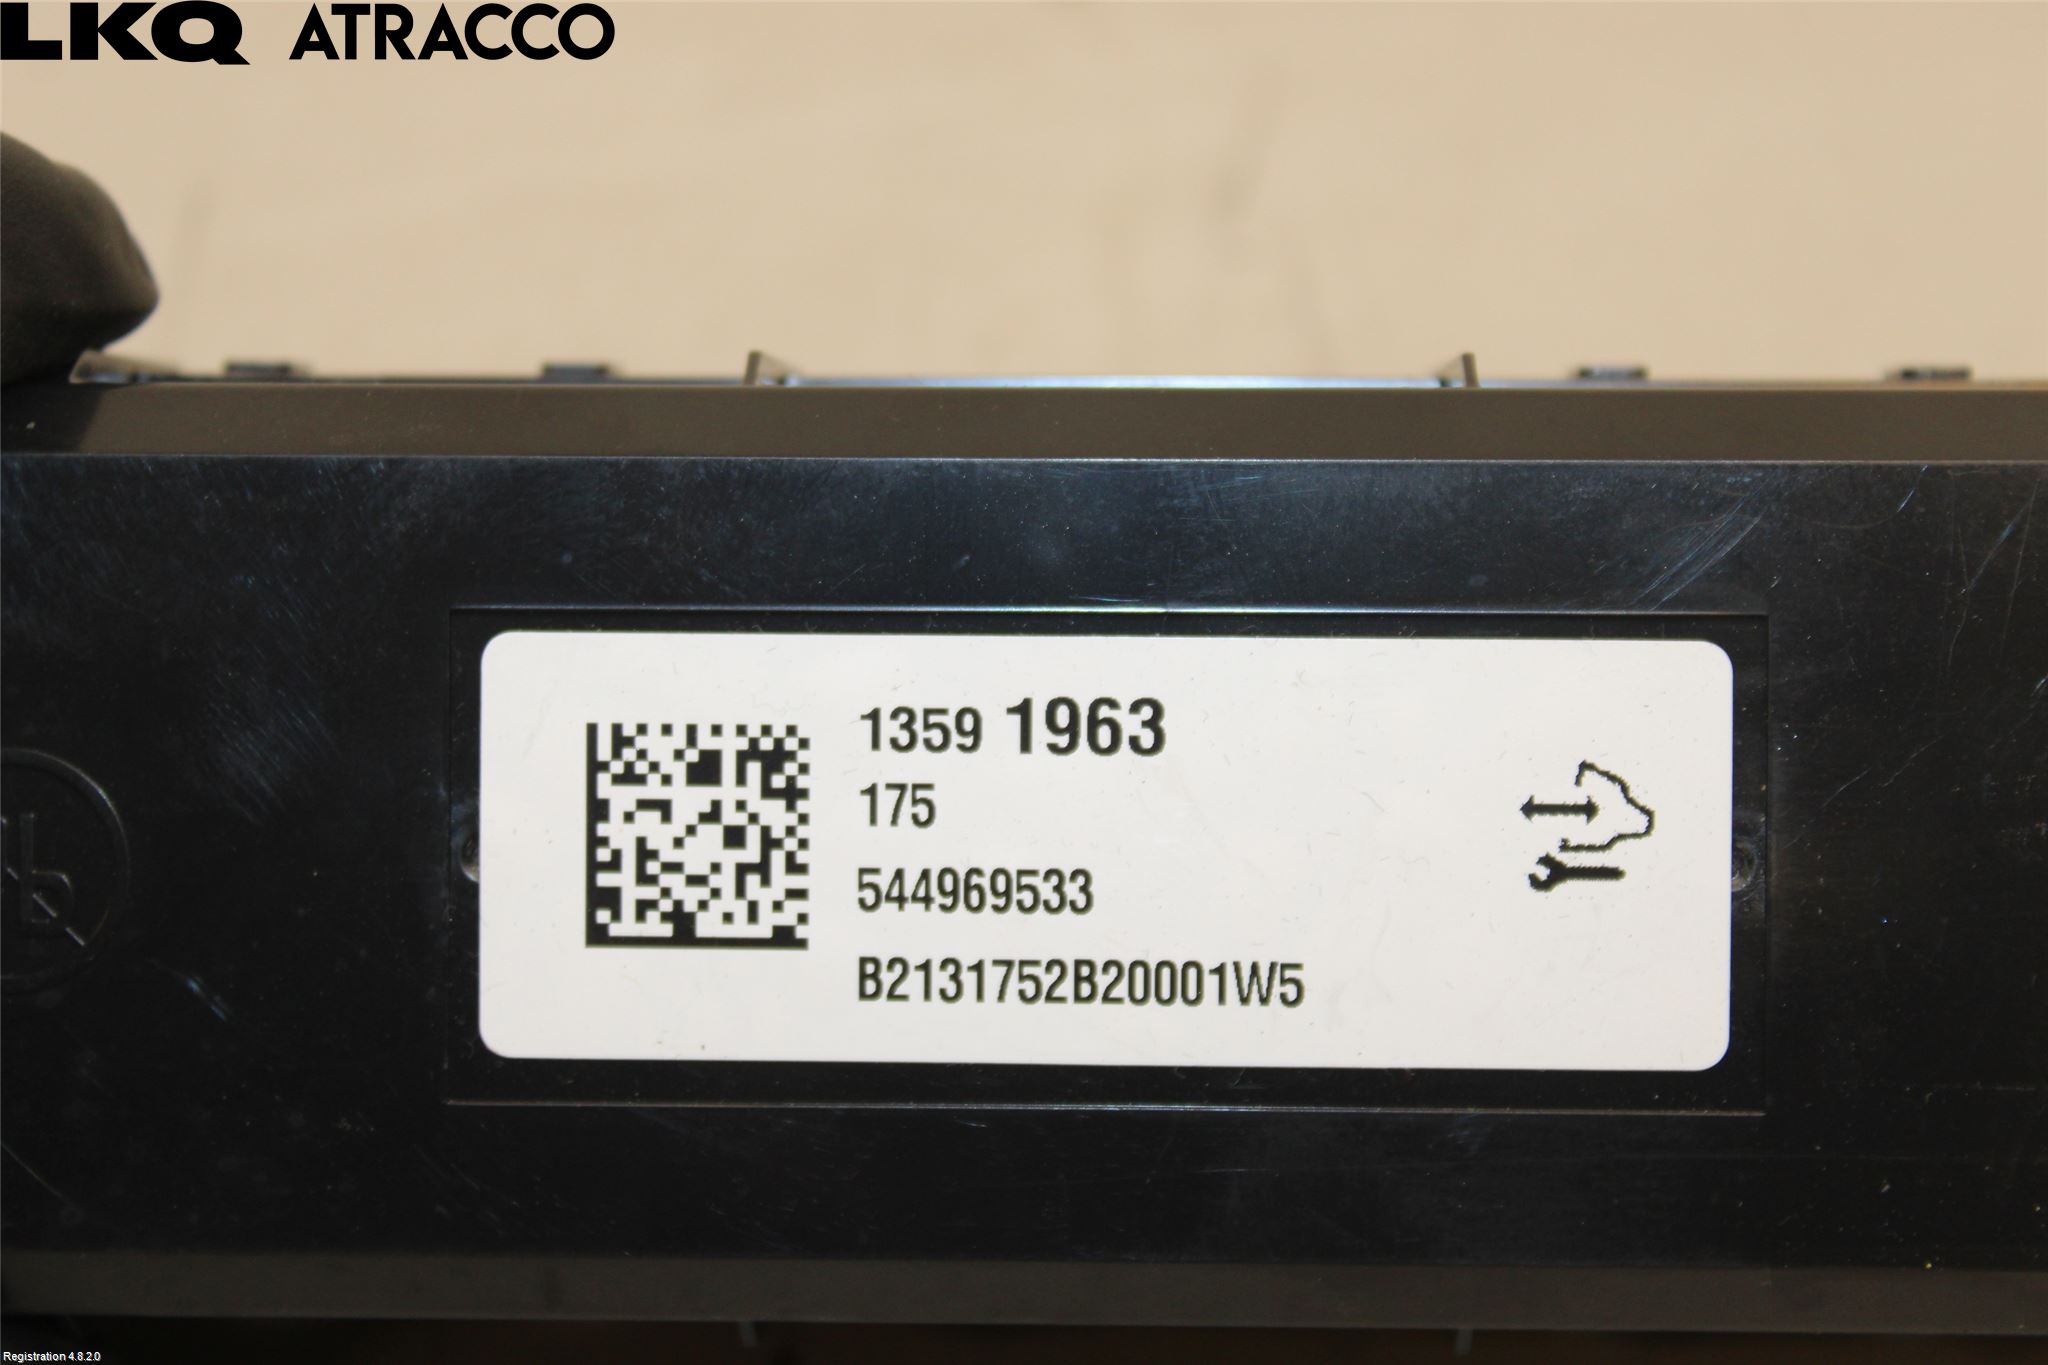 LKQ ATRACCO
1359 1963
175
544969533
B2131752B20001W5
Registration 4.8.2.0